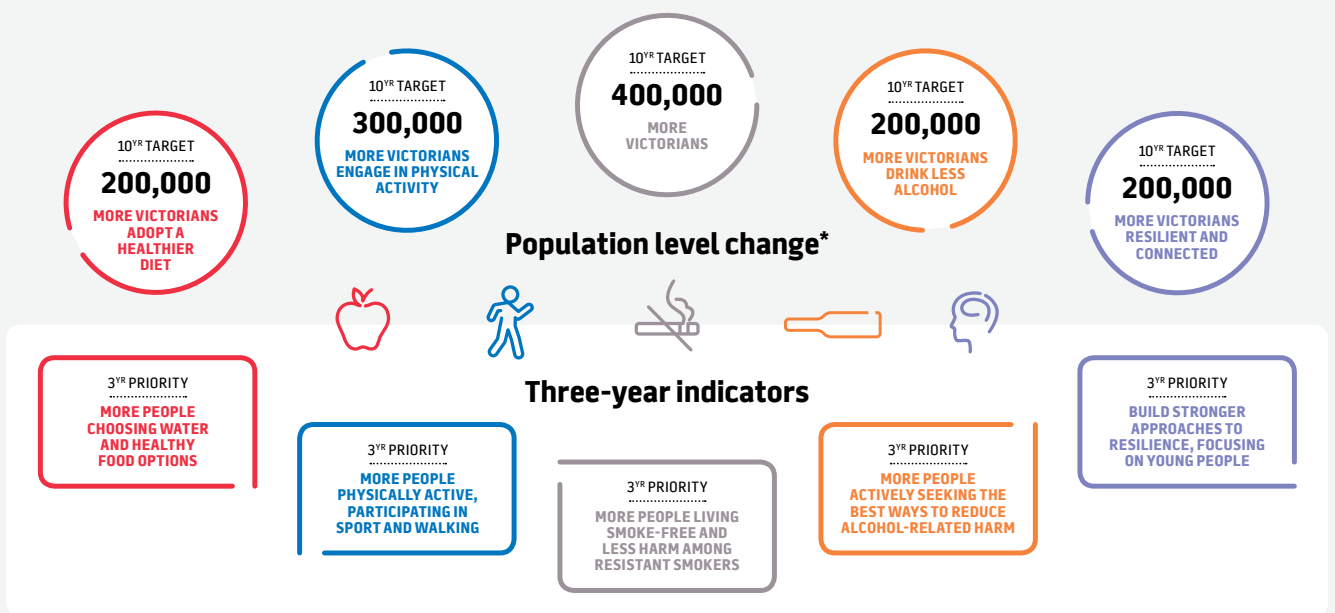 10YR TARGET
200,000
MORE VICTORIANS
ADOPT A
HEALTHIER
DIET
10YR TARGET
300,000
MORE VICTORIANS
ENGAGE IN PHYSICAL
ACTIVITY
10YR TARGET
400,000
MORE
VICTORIANS
10YR TARGET
200,000
MORE VICTORIANS
DRINK LESS
ALCOHOL
10YR TARGET
200,000
MORE VICTORIANS
RESILIENT AND
CONNECTED
Population level change*
Three-year indicators
3YR PRIORITY
MORE PEOPLE
CHOOSING WATER
AND HEALTHY
FOOD OPTIONS
3YR PRIORITY
MORE PEOPLE
PHYSICALLY ACTIVE,
PARTICIPATING IN
SPORT AND WALKING
3YR PRIORITY
MORE PEOPLE LIVING
SMOKE-FREE AND
LESS HARM AMONG
RESISTANT SMOKERS
3YR PRIORITY
MORE PEOPLE
ACTIVELY SEEKING THE
BEST WAYS TO REDUCE
ALCOHOL-RELATED HARM
3YR PRIORITY
BUILD STRONGER
APPROACHES TO
RESILIENCE, FOCUSING
ON YOUNG PEOPLE